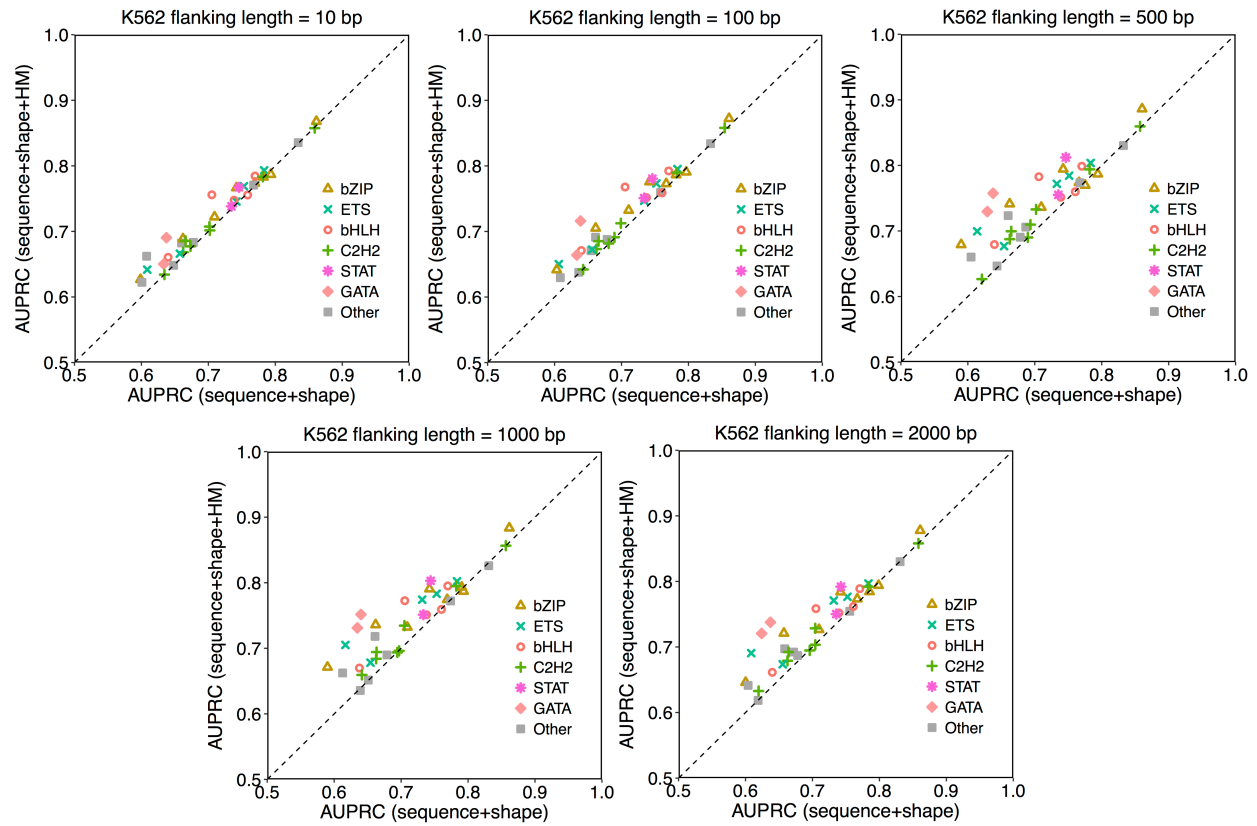 K562 flanking length = 10 bp
AUPRC (sequence+shape+HM)
1.0
0.9
0.8
0.7
0.6
0.5
bZIP
ETS
bHLH
C2H2
STAT
GATA
Other
0.5 0.6 0.7 0.8 0.9 1.0
AUPRC (sequence+shape)
K562 flanking length = 100 bp
AUPRC (sequence+shape+HM)
1.0
0.9
0.8
0.7
0.6
0.5
bZIP
ETS
bHLH
C2H2
STAT
GATA
Other
0.5 0.6 0.7 0.8 0.9 1.0
AUPRC (sequence+shape)
K562 flanking length = 500 bp
AUPRC (sequence+shape+HM)
1.0
0.9
0.8
0.7
0.6
0.5
bZIP
ETS
bHLH
C2H2
STAT
GATA
Other
0.5 0.6 0.7 0.8 0.9 1.0
AUPRC (sequence+shape)
K562 flanking length = 1000 bp
AUPRC (sequence+shape+HM)
1.0
0.9
0.8
0.7
0.6
0.5
bZIP
ETS
bHLH
C2H2
STAT
GATA
Other
0.5 0.6 0.7 0.8 0.9 1.0
AUPRC (sequence+shape)
K562 flanking length = 2000 bp
AUPRC (sequence+shape+HM)
1.0
0.9
0.8
0.7
0.6
0.5
bZIP
ETS
bHLH
C2H2
STAT
GATA
Other
0.5 0.6 0.7 0.8 0.9 1.0
AUPRC (sequence+shape)